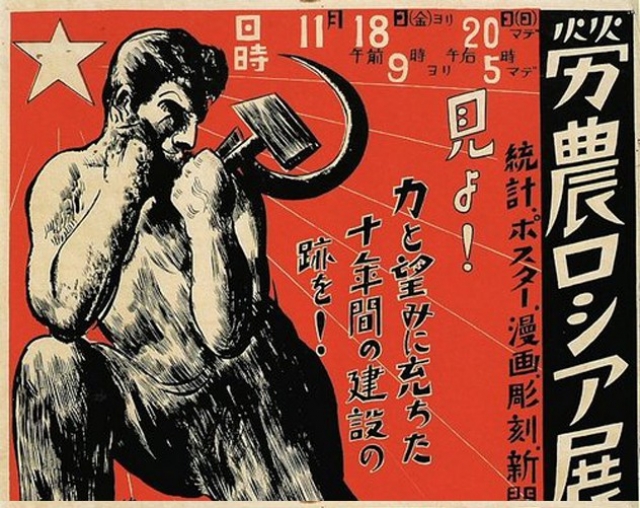 勞農ロシア展
統計、ポスター、漫画、彫刻、新聞
日時 11月18日(金)ヨリ 20日(日)マデ
午前9時ヨリ 午后5時マデ
見よ!
力と望みに充ちた
十年間の建設の
跡を!